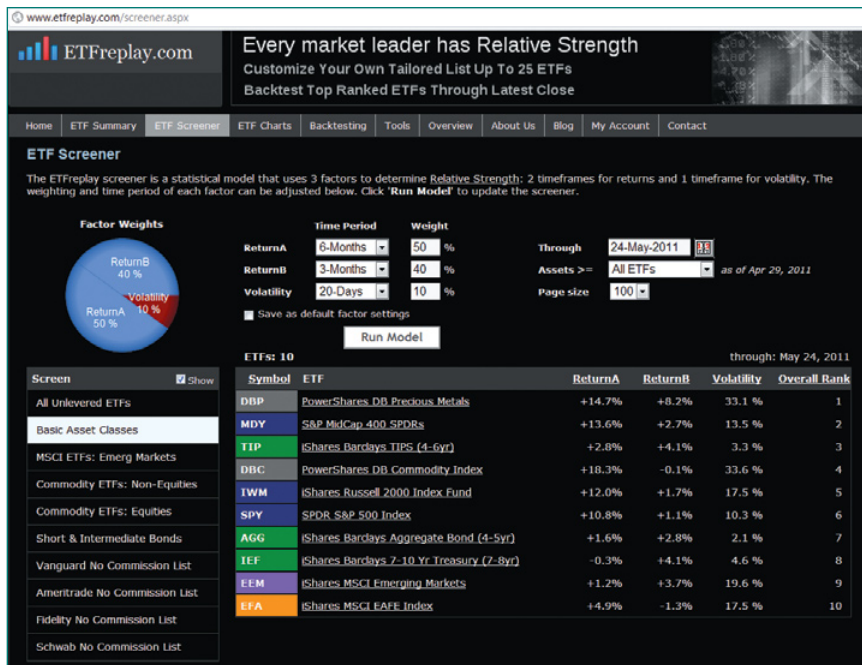 www.etfreplay.com/screener.aspx
ETFreplay.com
Every market leader has Relative Strength
Customize Your Own Tailored List Up To 25 ETFs
Backtest Top Ranked ETFs Through Latest Close
Home ETF Summary ETF Screener ETF Charts Backtesting Tools Overview About Us Blog My Account Contact
ETF Screener
The ETFreplay screener is a statistical model that uses 3 factors to determine Relative Strength: 2 timeframes for returns and 1 timeframe for volatility. The
weighting and time period of each factor can be adjusted below. Click 'Run Model' to update the screener.
Factor Weights
ReturnB
40 %
Volatility
10 %
ReturnA
50 %
Time Period Weight
ReturnA 6-Months 50 % Through 24-May-2011
ReturnB 3-Months 40 % Assets >= All ETFs as of Apr 29, 2011
Volatility 20-Days 10 % Page size 100
Save as default factor settings
Run Model
ETFs: 10 through: May 24, 2011
Screen Show
All Unlevered ETFs
Basic Asset Classes
MSCI ETFs: Emerg Markets
Commodity ETFs: Non-Equities
Commodity ETFs: Equities
Short & Intermediate Bonds
Vanguard No Commission List
Ameritrade No Commission List
Fidelity No Commission List
Schwab No Commission List
Symbol ETF ReturnA ReturnB Volatility Overall Rank
DBP PowerShares DB Precious Metals +14.7% +8.2% 33.1 % 1
MDY S&P MidCap 400 SPDRs +13.6% +2.7% 13.5 % 2
TIP iShares Barclays TIPS (4-6yr) +2.8% +4.1% 3.3 % 3
DBC PowerShares DB Commodity Index +18.3% -0.1% 33.6 % 4
IWM iShares Russell 2000 Index Fund +12.0% +1.7% 17.5 % 5
SPY SPDR S&P 500 Index +10.8% +1.1% 10.3 % 6
AGG iShares Barclays Aggregate Bond (4-5yr) +1.6% +2.8% 2.1 % 7
IEF iShares Barclays 7-10 Yr Treasury (7-8yr) -0.3% +4.1% 4.6 % 8
EEM iShares MSCI Emerging Markets +1.2% +3.7% 19.6 % 9
EFA iShares MSCI EAFE Index +4.9% -1.3% 17.5 % 10